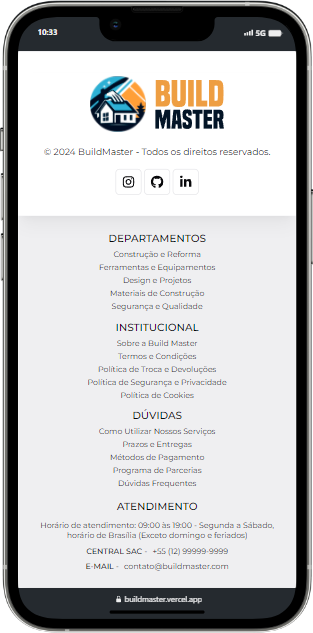 10:33
5G
BUILD
MASTER
© 2024 BuildMaster - Todos os direitos reservados.
DEPARTAMENTOS
Construção e Reforma
Ferramentas e Equipamentos
Design e Projetos
Materiais de Construção
Segurança e Qualidade
INSTITUCIONAL
Sobre a Build Master
Termos e Condições
Política de Troca e Devoluções
Política de Segurança e Privacidade
Política de Cookies
DÚVIDAS
Como Utilizar Nossos Serviços
Prazos e Entregas
Métodos de Pagamento
Programa de Parcerias
Dúvidas Frequentes
ATENDIMENTO
Horário de atendimento: 09:00 às 19:00 - Segunda a Sábado,
horário de Brasília (Exceto domingo e feriados)
CENTRAL SAC - +55 (12) 99999-9999
E-MAIL - contato@buildmaster.com
buildmaster.vercel.app